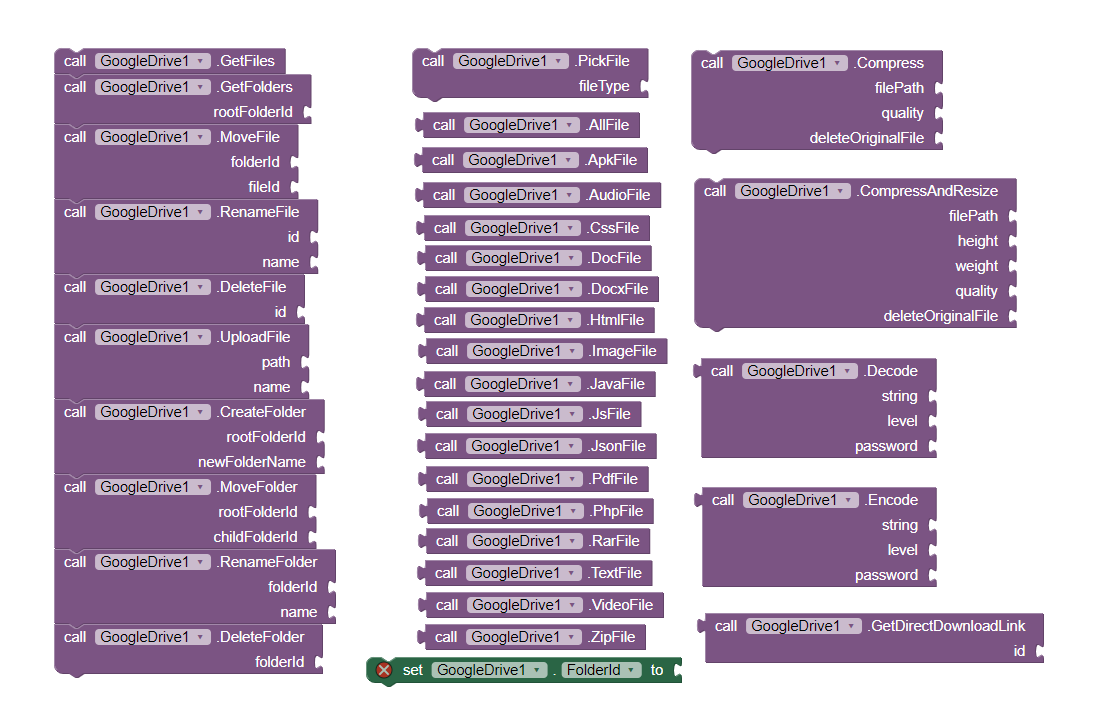 call GoogleDrive1 .GetFiles
call GoogleDrive1 .GetFolders
rootFolderId
call GoogleDrive1 .MoveFile
folderId
fileId
call GoogleDrive1 .RenameFile
id
name
call GoogleDrive1 .DeleteFile
id
call GoogleDrive1 .UploadFile
path
name
call GoogleDrive1 .CreateFolder
rootFolderId
newFolderName
call GoogleDrive1 .MoveFolder
rootFolderId
childFolderId
call GoogleDrive1 .RenameFolder
folderId
name
call GoogleDrive1 .DeleteFolder
folderId
call GoogleDrive1 .PickFile
fileType
call GoogleDrive1 .AllFile
call GoogleDrive1 .ApkFile
call GoogleDrive1 .AudioFile
call GoogleDrive1 .CssFile
call GoogleDrive1 .DocFile
call GoogleDrive1 .DocxFile
call GoogleDrive1 .HtmlFile
call GoogleDrive1 .ImageFile
call GoogleDrive1 .JavaFile
call GoogleDrive1 .JsFile
call GoogleDrive1 .JsonFile
call GoogleDrive1 .PdfFile
call GoogleDrive1 .PhpFile
call GoogleDrive1 .RarFile
call GoogleDrive1 .TextFile
call GoogleDrive1 .VideoFile
call GoogleDrive1 .ZipFile
set GoogleDrive1 . FolderId to
call GoogleDrive1 .Compress
filePath
quality
deleteOriginalFile
call GoogleDrive1 .CompressAndResize
filePath
height
weight
quality
deleteOriginalFile
call GoogleDrive1 .Decode
string
level
password
call GoogleDrive1 .Encode
string
level
password
call GoogleDrive1 .GetDirectDownloadLink
id